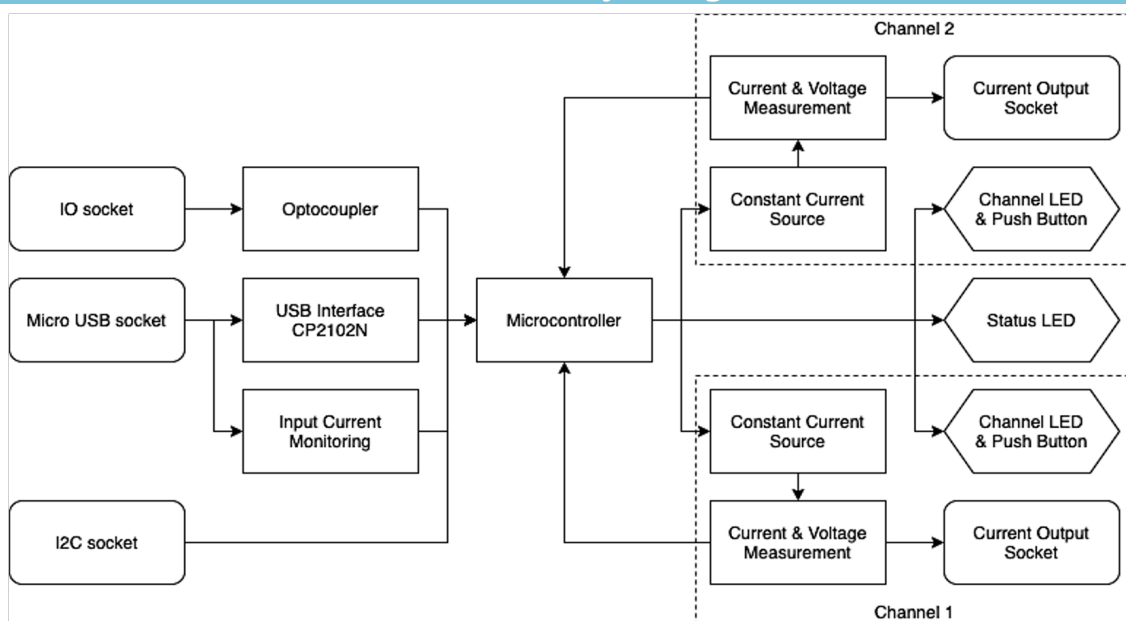 Channel 2
Current & Voltage
Measurement
Current Output
Socket
IO socket
Optocoupler
Constant Current
Source
Channel LED
& Push Button
Micro USB socket
USB Interface
CP2102N
Microcontroller
Status LED
Input Current
Monitoring
Constant Current
Source
Channel LED
& Push Button
I2C socket
Current & Voltage
Measurement
Current Output
Socket
Channel 1